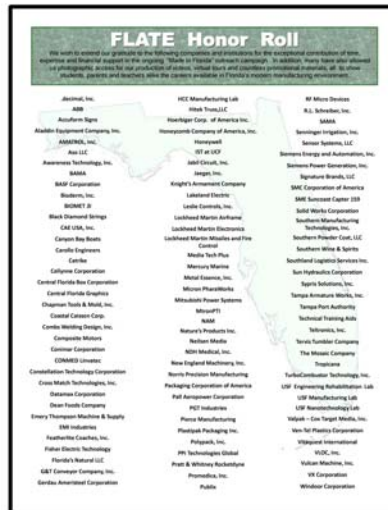 FLATE Honor Roll
We wish to extend our gratitude to the following companies and institutions for the exceptional contribution of time,
expertise and financial support in the ongoing "Made in Florida" outreach campaign. In addition, many have also allowed
us photographic access for our production of videos, virtual tours and countless promotional materials, all to show
students, parents and teachers alike the careers available in Florida's modern manufacturing environment.
.decimal, Inc.
ABB
Accuform Signs
Aladdin Equipment Company, Inc.
AMATROL, Inc.
Aso LLC
Awareness Technology, Inc.
BAMA
BASF Corporation
Bioderm, Inc.
BIOMET 3i
Black Diamond Strings
CAE USA, Inc.
Canyon Bay Boats
Carollo Engineers
Catrike
Cellynne Corporation
Central Florida Box Corporation
Central Florida Graphics
Chapman Tools & Mold, Inc.
Coastal Caisson Corp.
Combs Welding Design, Inc.
Composite Motors
Conimar Corporation
CONMED Linvatec
Constellation Technology Corporation
Cross Match Technologies, Inc.
Datamax Corporation
Dean Foods Company
Emery Thompson Machine & Supply
EMI Industries
Featherlite Coaches, Inc.
Fisher Electric Technology
Florida's Natural LLC
G&T Conveyor Company, Inc.
Gerdau Ameristeel Corporation
HCC Manufacturing Lab
Hitek Truss,LLC
Hoerbiger Corp. of America Inc.
Honeycomb Company of America, Inc.
Honeywell
IST at UCF
Jabil Circuit, Inc.
Jaeger, Inc.
Knight's Armament Company
Lakeland Electric
Leslie Controls, Inc.
Lockheed Martin Airframe
Lockheed Martin Electronics
Lockheed Martin Missiles and Fire
Control
Media Tech Plus
Mercury Marine
Metal Essence, Inc.
Micron PharaWorks
Mitsubishi Power Systems
MicronPTI
NAM
Nature's Products Inc.
Neilsen Media
NDH Medical, Inc.
New England Machinery, Inc.
Norris Precision Manufacturing
Packaging Corporation of America
Pall Aeropower Corporation
PGT Industries
Pierce Manufacturing
Plastipak Packaging, Inc.
Polypack, Inc.
PPi Technologies Global
Pratt & Whitney Rocketdyne
Promedica, Inc.
Publix
RF Micro Devices
R.L. Schreiber, Inc.
SAMA
Senninger Irrigation, Inc.
Sensor Systems, LLC
Siemens Energy and Automation, Inc.
Siemens Power Generation, Inc.
Signature Brands, LLC
SMC Corporation of America
SME Suncoast Capter 159
Solid Works Corporation
Southern Manufacturing
Technologies, Inc.
Southern Powder Coat, LLC
Southern Wine & Spirits
Southland Logistics Services Inc.
Sun Hydraulics Corporation
Sypris Solutions, Inc.
Tampa Armature Works, Inc.
Tampa Port Authority
Technical Training Aids
Teltronics, Inc.
Tervis Tumbler Company
The Mosaic Company
Tropicana
TurboCombustor Technology, Inc.
USF Engineering Rehabilitation Lab
USF Manufacturing Lab
USF Nanotechnology Lab
Valpak – Cox Target Media, Inc.
Ven-Tel Plastics Corporation
Vitaquest International
VLOC, Inc.
Vulcan Machine, Inc.
VX Corporation
Windsor Corporation